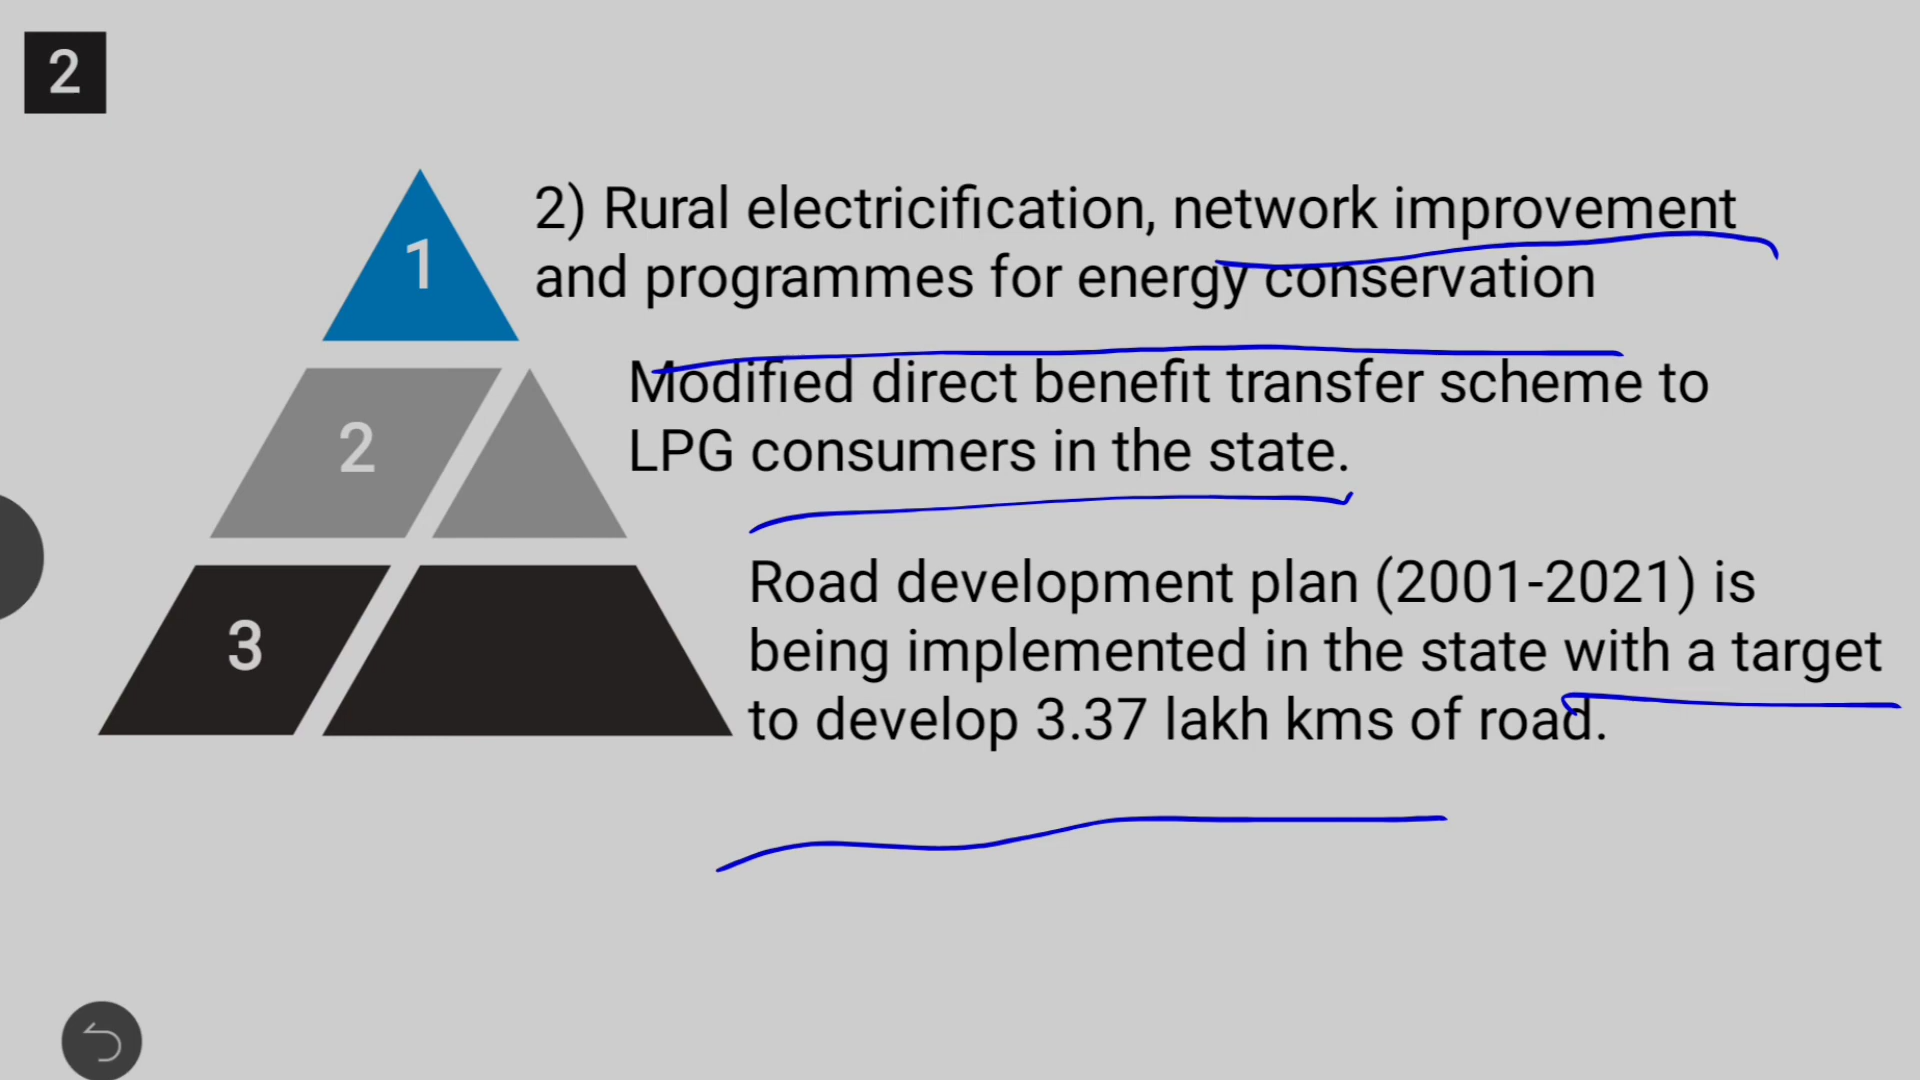 2
1
2) Rural electricification, network improvement
and programmes for energy conservation
2
Modified direct benefit transfer scheme to
LPG consumers in the state.
3
Road development plan (2001-2021) is
being implemented in the state with a target
to develop 3.37 lakh kms of road.